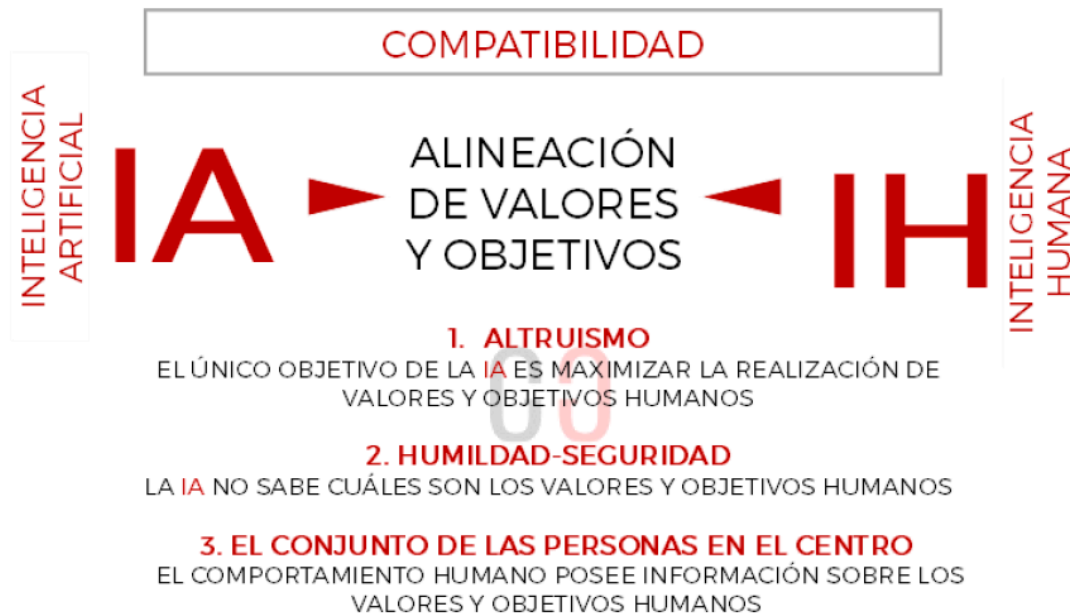 COMPATIBILIDAD
INTELIGENCIA
ARTIFICIAL
IA
ALINEACIÓN
DE VALORES
Y OBJETIVOS
IH
INTELIGENCIA
HUMANA
1. ALTRUISMO
EL ÚNICO OBJETIVO DE LA IA ES MAXIMIZAR LA REALIZACIÓN DE
VALORES Y OBJETIVOS HUMANOS
2. HUMILDAD-SEGURIDAD
LA IA NO SABE CUÁLES SON LOS VALORES Y OBJETIVOS HUMANOS
3. EL CONJUNTO DE LAS PERSONAS EN EL CENTRO
EL COMPORTAMIENTO HUMANO POSEE INFORMACIÓN SOBRE LOS
VALORES Y OBJETIVOS HUMANOS